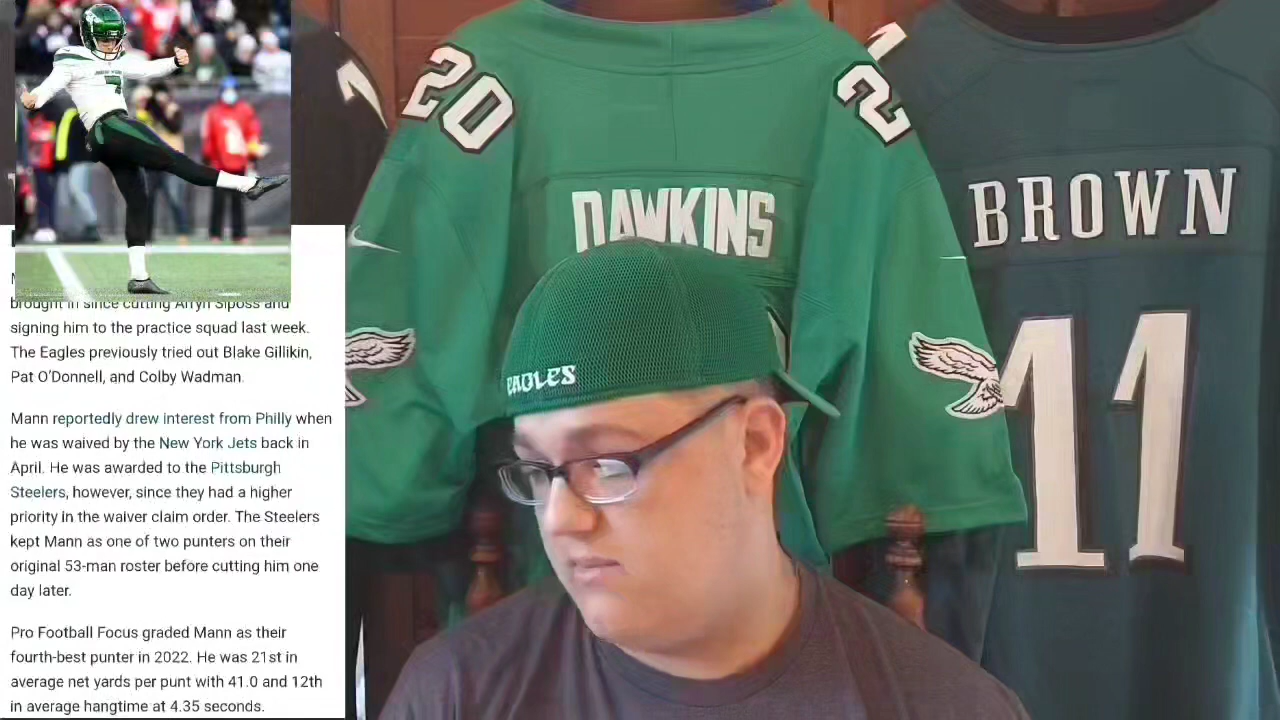 brought in since cutting Arryn Siposs and
signing him to the practice squad last week.
The Eagles previously tried out Blake Gillikin,
Pat O'Donnell, and Colby Wadman.
Mann reportedly drew interest from Philly when
he was waived by the New York Jets back in
April. He was awarded to the Pittsburgh
Steelers, however, since they had a higher
priority in the waiver claim order. The Steelers
kept Mann as one of two punters on their
original 53-man roster before cutting him one
day later.
Pro Football Focus graded Mann as their
fourth-best punter in 2022. He was 21st in
average net yards per punt with 41.0 and 12th
in average hangtime at 4.35 seconds.
7
20
2
DAWKINS
EAGLES
BROWN
11